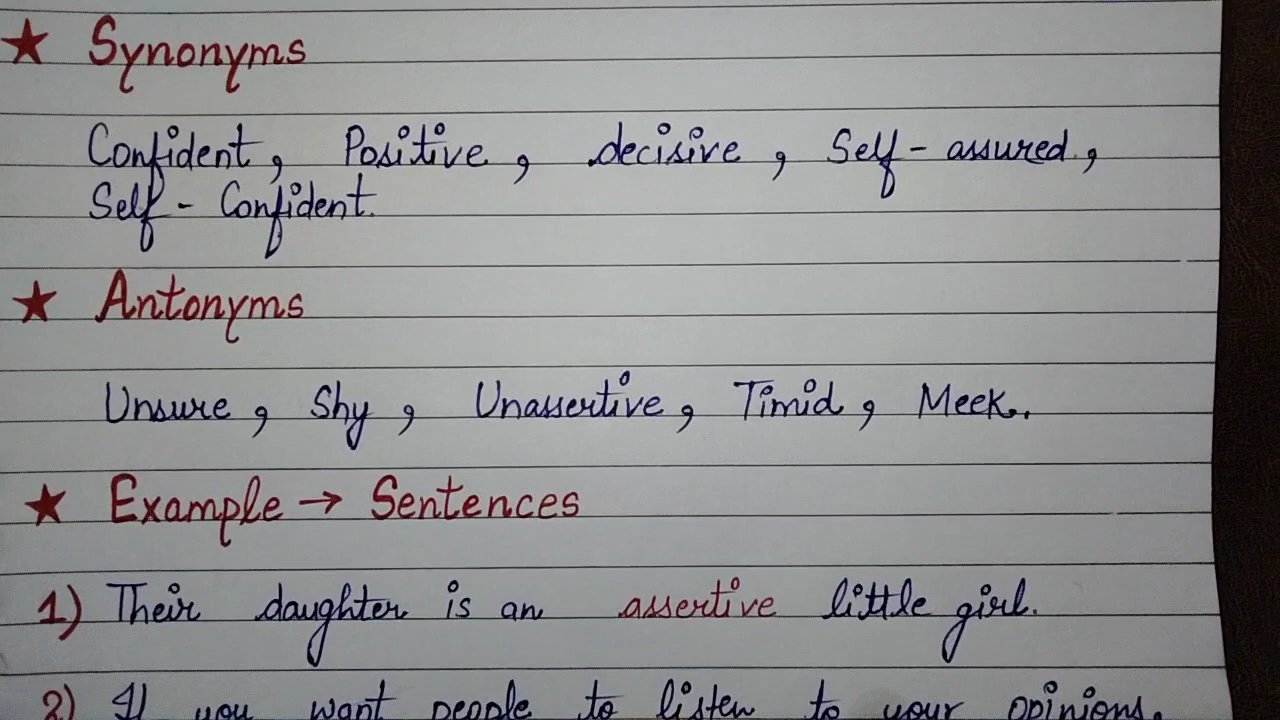 ★ Synonyms
Confident, Positive, decisive, Self-assured,
Self-Confident.
★ Antonyms
Unsure, Shy, Unassertive, Timid, Meek.
★ Example → Sentences
1) Their daughter is an assertive little girl.
2) If you want people to listen to your opinions,